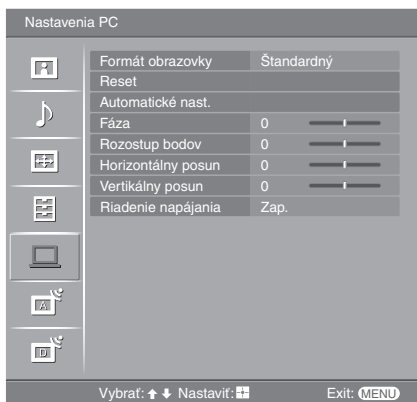 Nastavenia PC
Formát obrazovky Štandardný
Reset
Automatické nast.
Fáza 0
Rozostup bodov 0
Horizontálny posun 0
Vertikálny posun 0
Riadenie napájania Zap.
A
D
Vybrať: Nastaviť: Exit: MENU